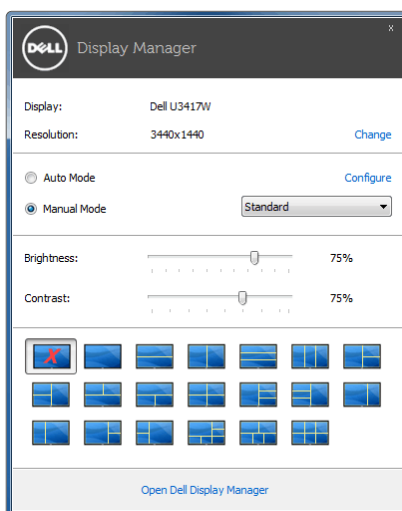 x
DELL Display Manager
Display: Dell U3417W
Resolution: 3440x1440 Change
Auto Mode Configure
Manual Mode Standard
Brightness: 75%
Contrast: 75%
Open Dell Display Manager